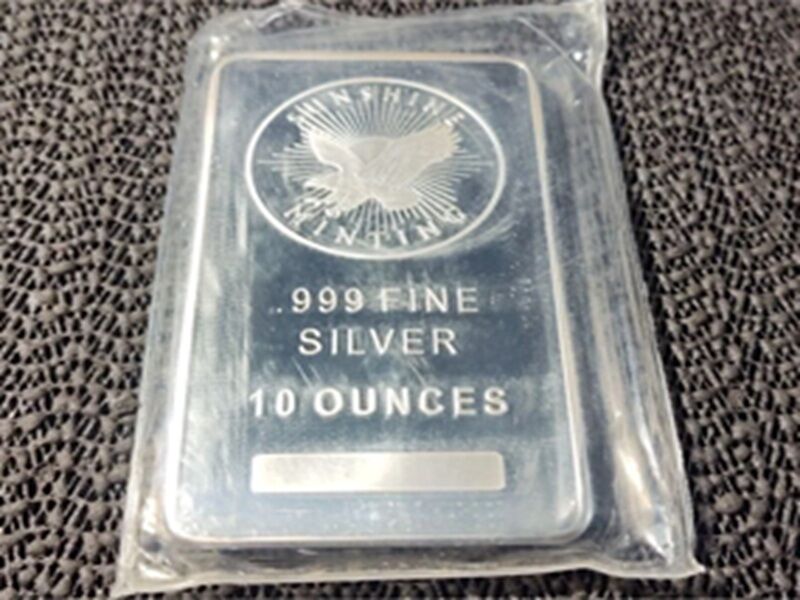 SUNSHINE
MINTING
.999 FINE
SILVER
10 OUNCES